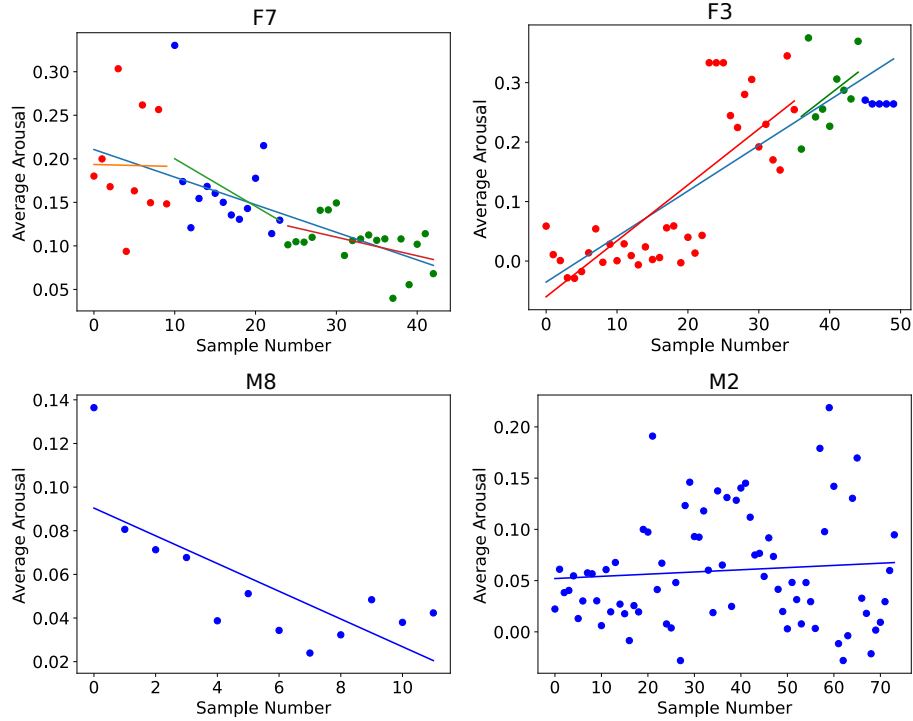 F7
Average Arousal
0.30
0.25
0.20
0.15
0.10
0.05
0 10 20 30 40
Sample Number
F3
Average Arousal
0.3
0.2
0.1
0.0
0 10 20 30 40 50
Sample Number
M8
Average Arousal
0.14
0.12
0.10
0.08
0.06
0.04
0.02
0 2 4 6 8 10
Sample Number
M2
Average Arousal
0.20
0.15
0.10
0.05
0.00
0 10 20 30 40 50 60 70
Sample Number